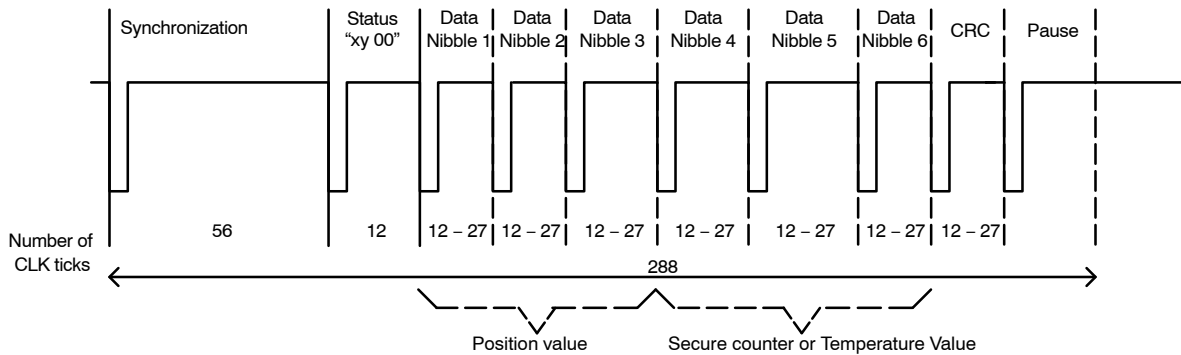 Synchronization
Status
“xy 00”
Data
Nibble 1
Data
Nibble 2
Data
Nibble 3
Data
Nibble 4
Data
Nibble 5
Data
Nibble 6
CRC
Pause
Number of
CLK ticks
56
12
12 − 27
12 − 27
12 − 27
12 − 27
12 − 27
12 − 27
12 − 27
288
Position value
Secure counter or Temperature Value